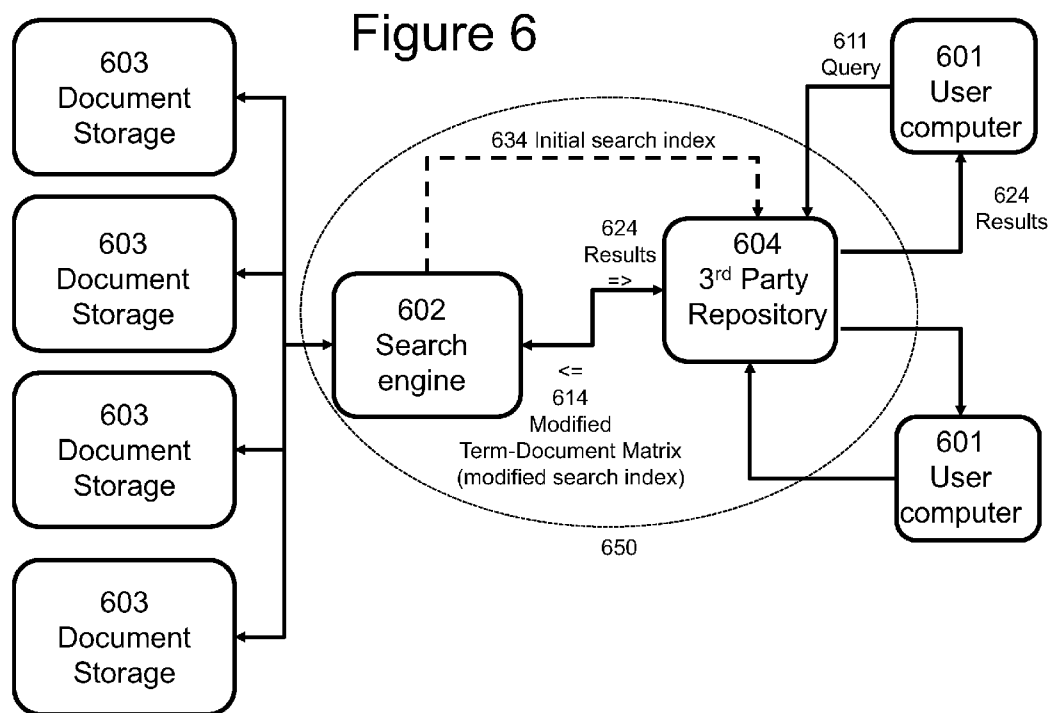 Figure 6
603
Document
Storage
603
Document
Storage
603
Document
Storage
603
Document
Storage
634 Initial search index
602
Search
engine
624
Results
=>
<=
614
Modified
Term-Document Matrix
(modified search index)
604
3rd Party
Repository
650
611
Query
601
User
computer
624
Results
601
User
computer